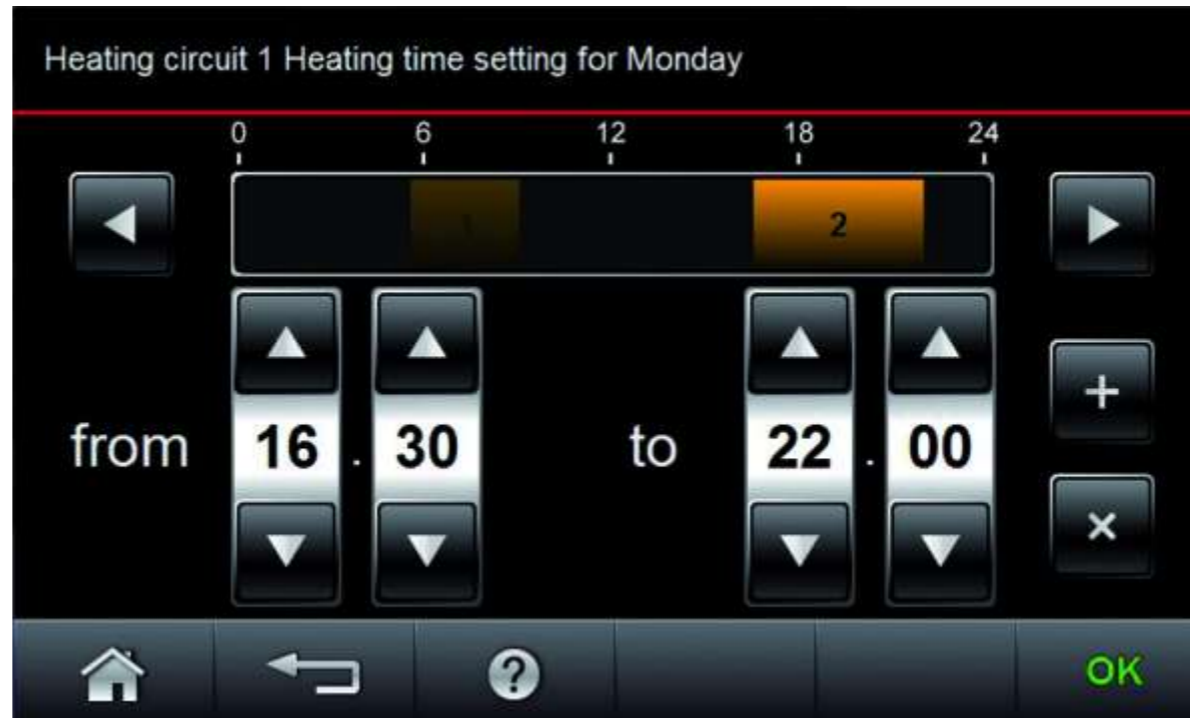 Heating circuit 1 Heating time setting for Monday
0 6 12 18 24
1 2
from 16 . 30 to 22 . 00
OK